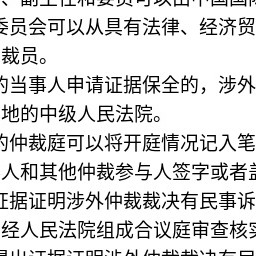 、副主任和委员可以由中国国际
委员会可以从具有法律、经济贸
裁员。
的当事人申请证据保全的，涉外
地的中级人民法院。
的仲裁庭可以将开庭情况记入笔
人和其他仲裁参与人签字或者盖
证据证明涉外仲裁裁决有民事诉
经人民法院组成合议庭审查核实